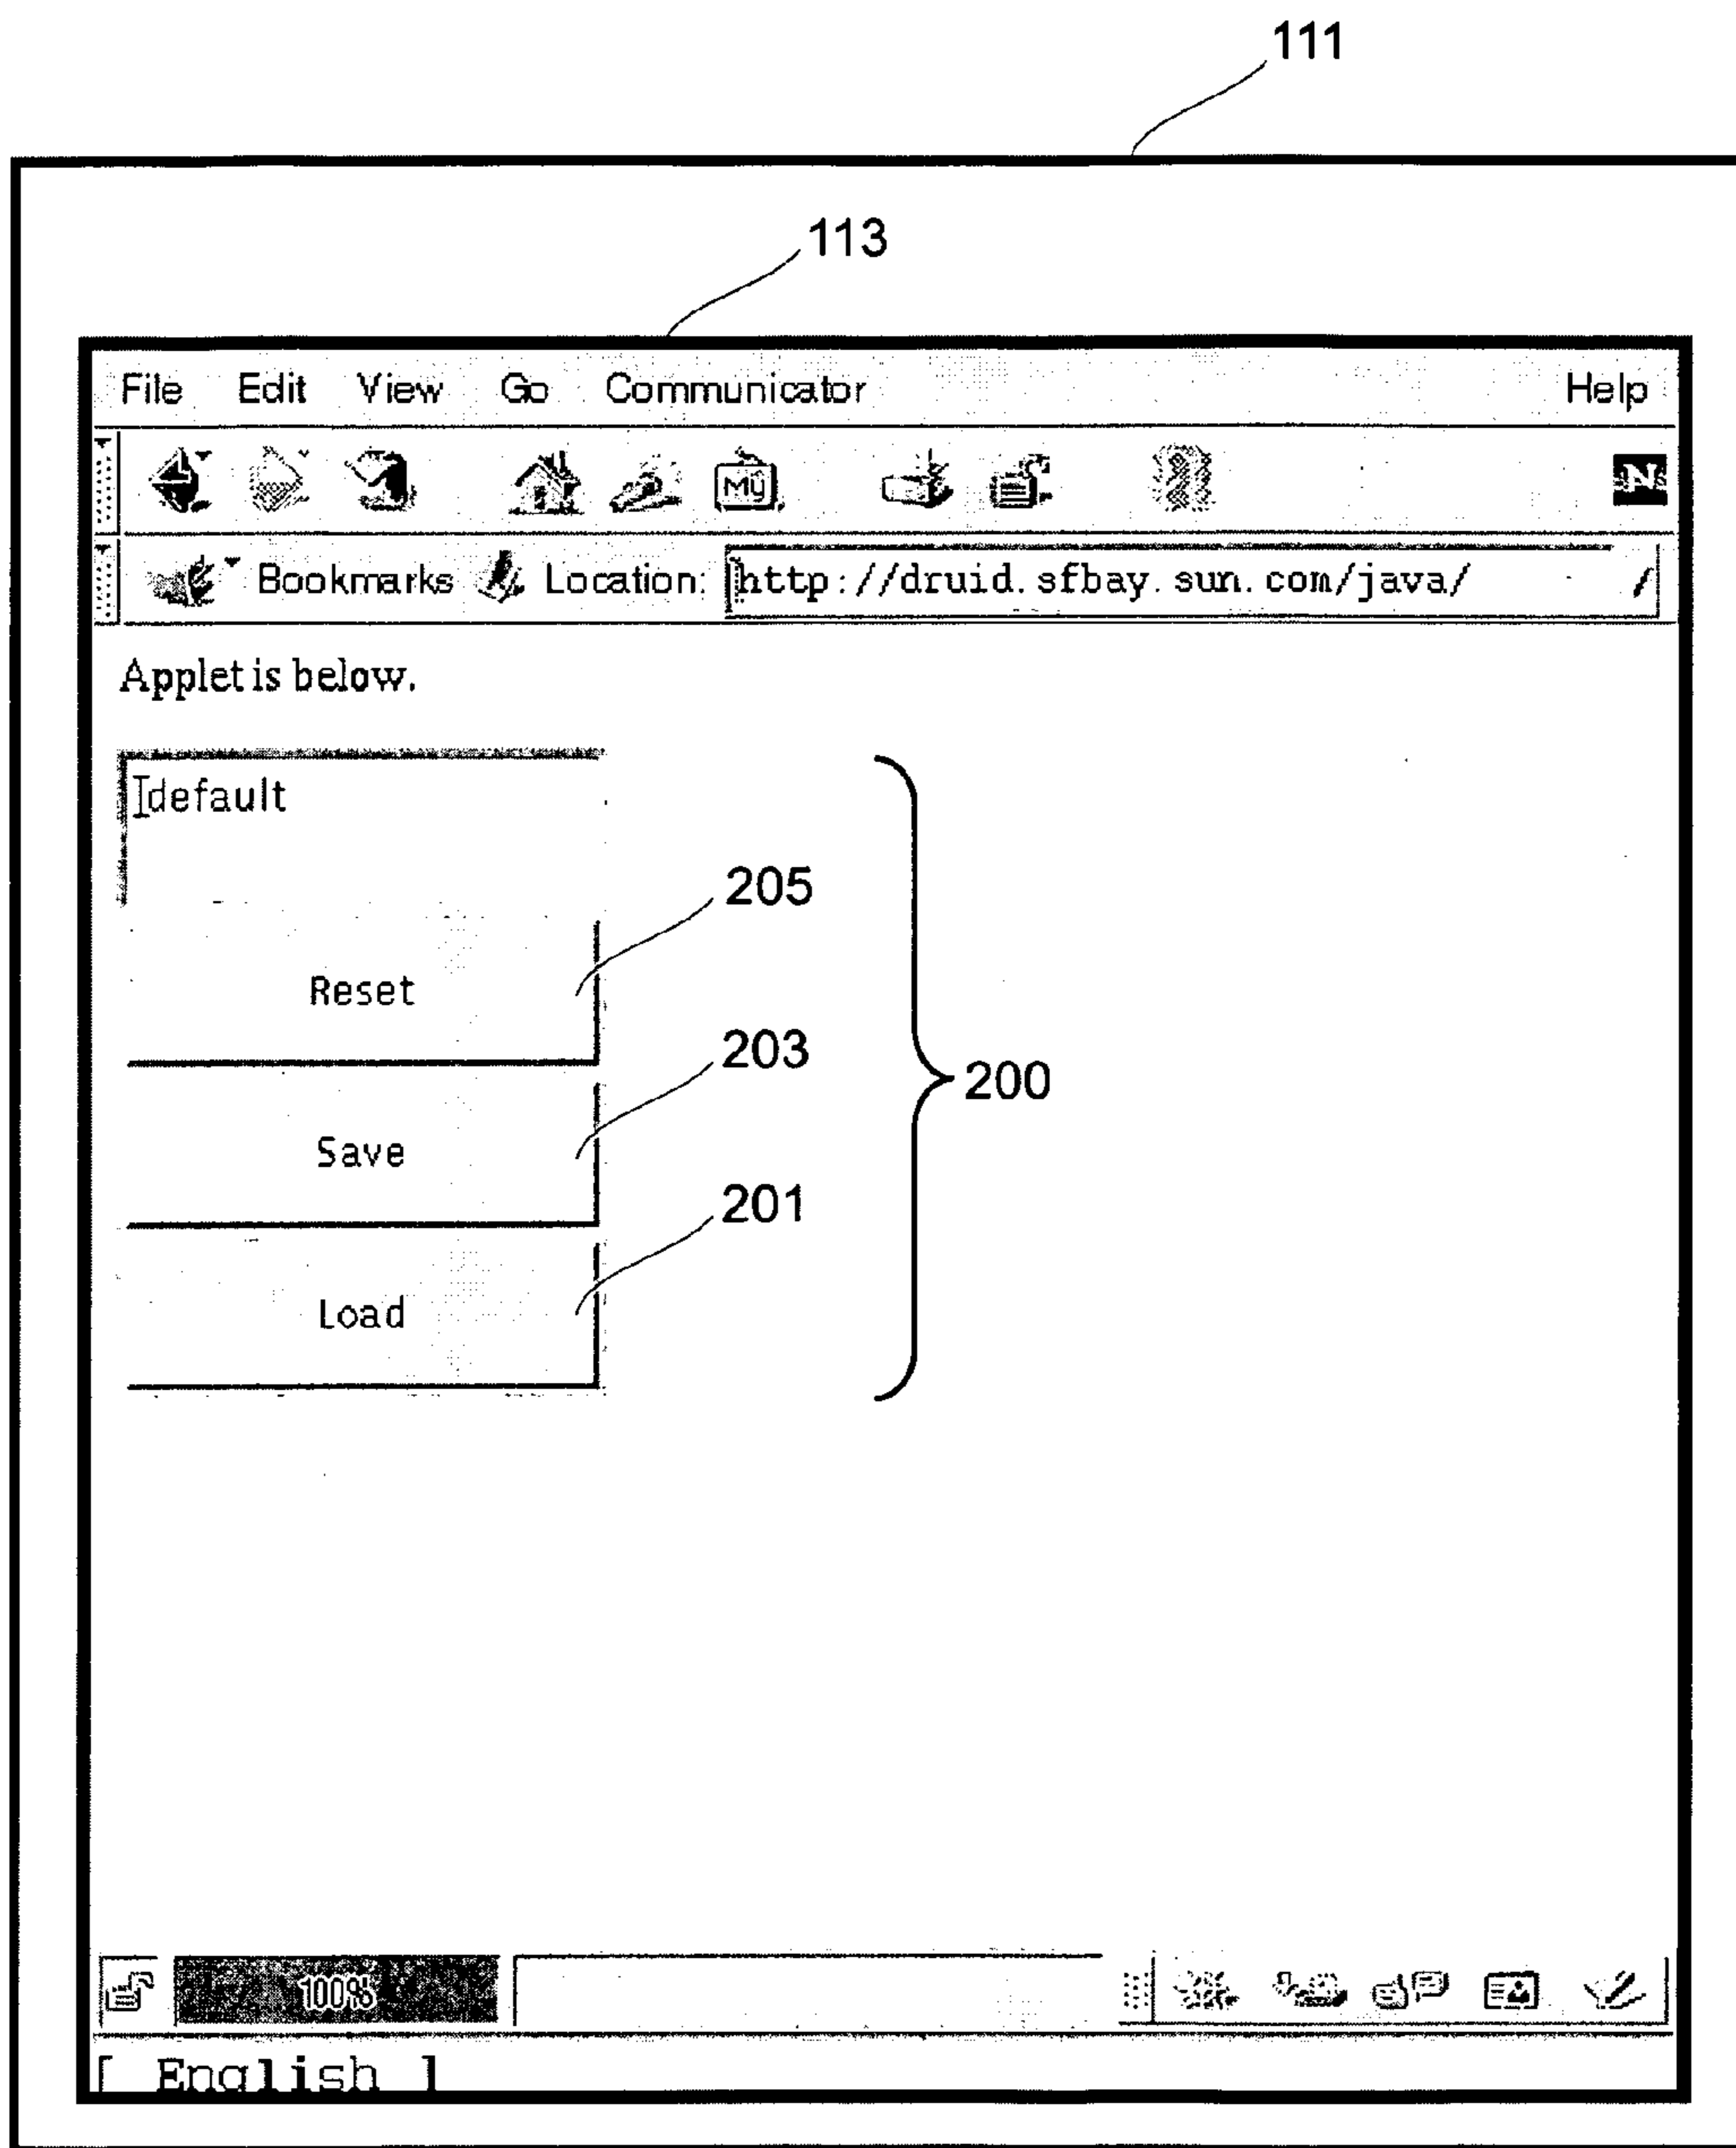 111
113
File Edit View Go Communicator Help
My N
Bookmarks Location: http://druid.sfbay.sun.com/java/ /
Applet is below.
default
205
Reset
203
200
Save
201
Load
100%
[ English ]